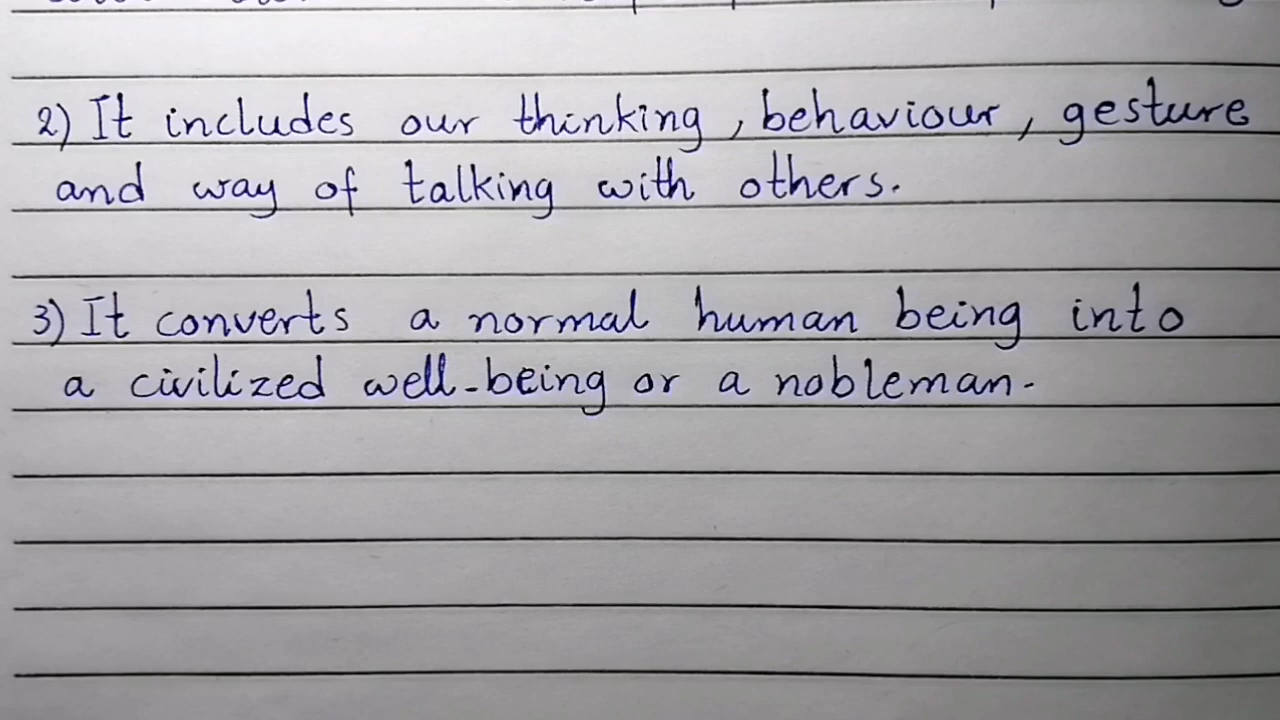 2) It includes our thinking, behaviour, gesture
and way of talking with others.
3) It converts a normal human being into
a civilized well-being or a nobleman.